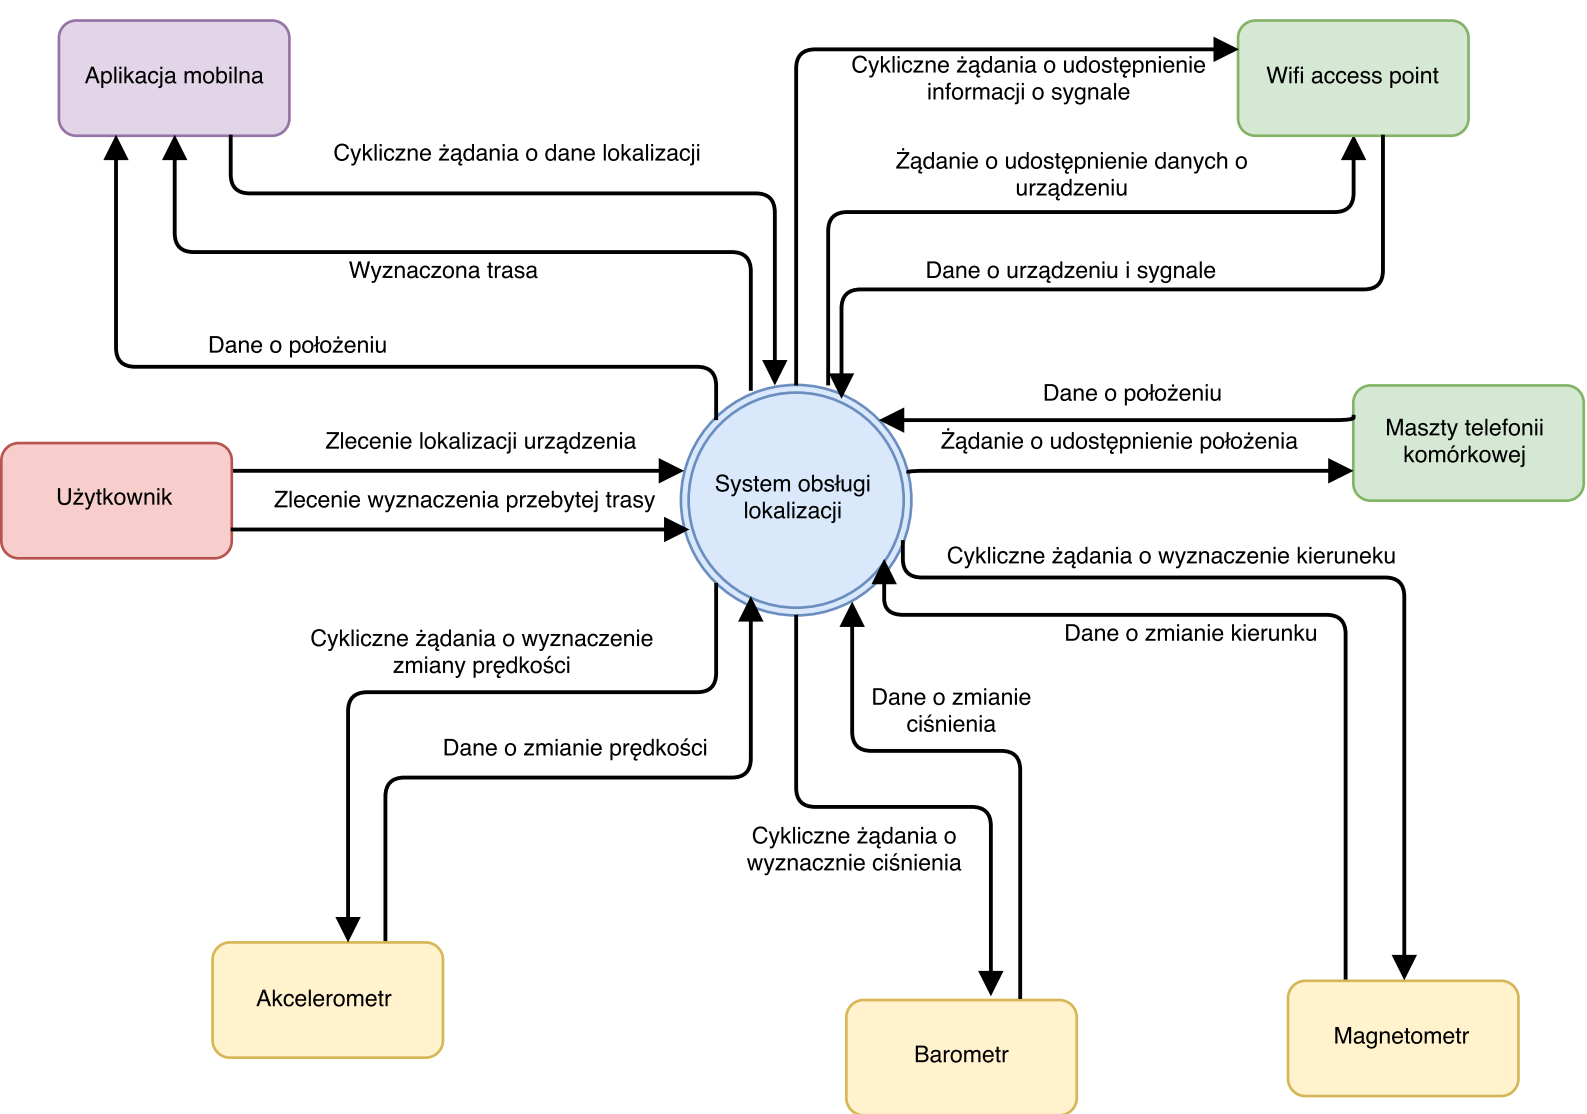 Aplikacja mobilna
Cykliczne żądania o udostępnienie
informacji o sygnale
Wifi access point
Cykliczne żądania o dane lokalizacji
Żądanie o udostępnienie danych o
urządzeniu
Wyznaczona trasa
Dane o urządzeniu i sygnale
Dane o położeniu
Dane o położeniu
Maszty telefonii
komórkowej
Zlecenie lokalizacji urządzenia
Żądanie o udostępnienie położenia
Użytkownik
Zlecenie wyznaczenia przebytej trasy
System obsługi
lokalizacji
Cykliczne żądania o wyznaczenie kieruneku
Cykliczne żądania o wyznaczenie
zmiany prędkości
Dane o zmianie kierunku
Dane o zmianie
ciśnienia
Dane o zmianie prędkości
Cykliczne żądania o
wyznacznie ciśnienia
Akcelerometr
Barometr
Magnetometr